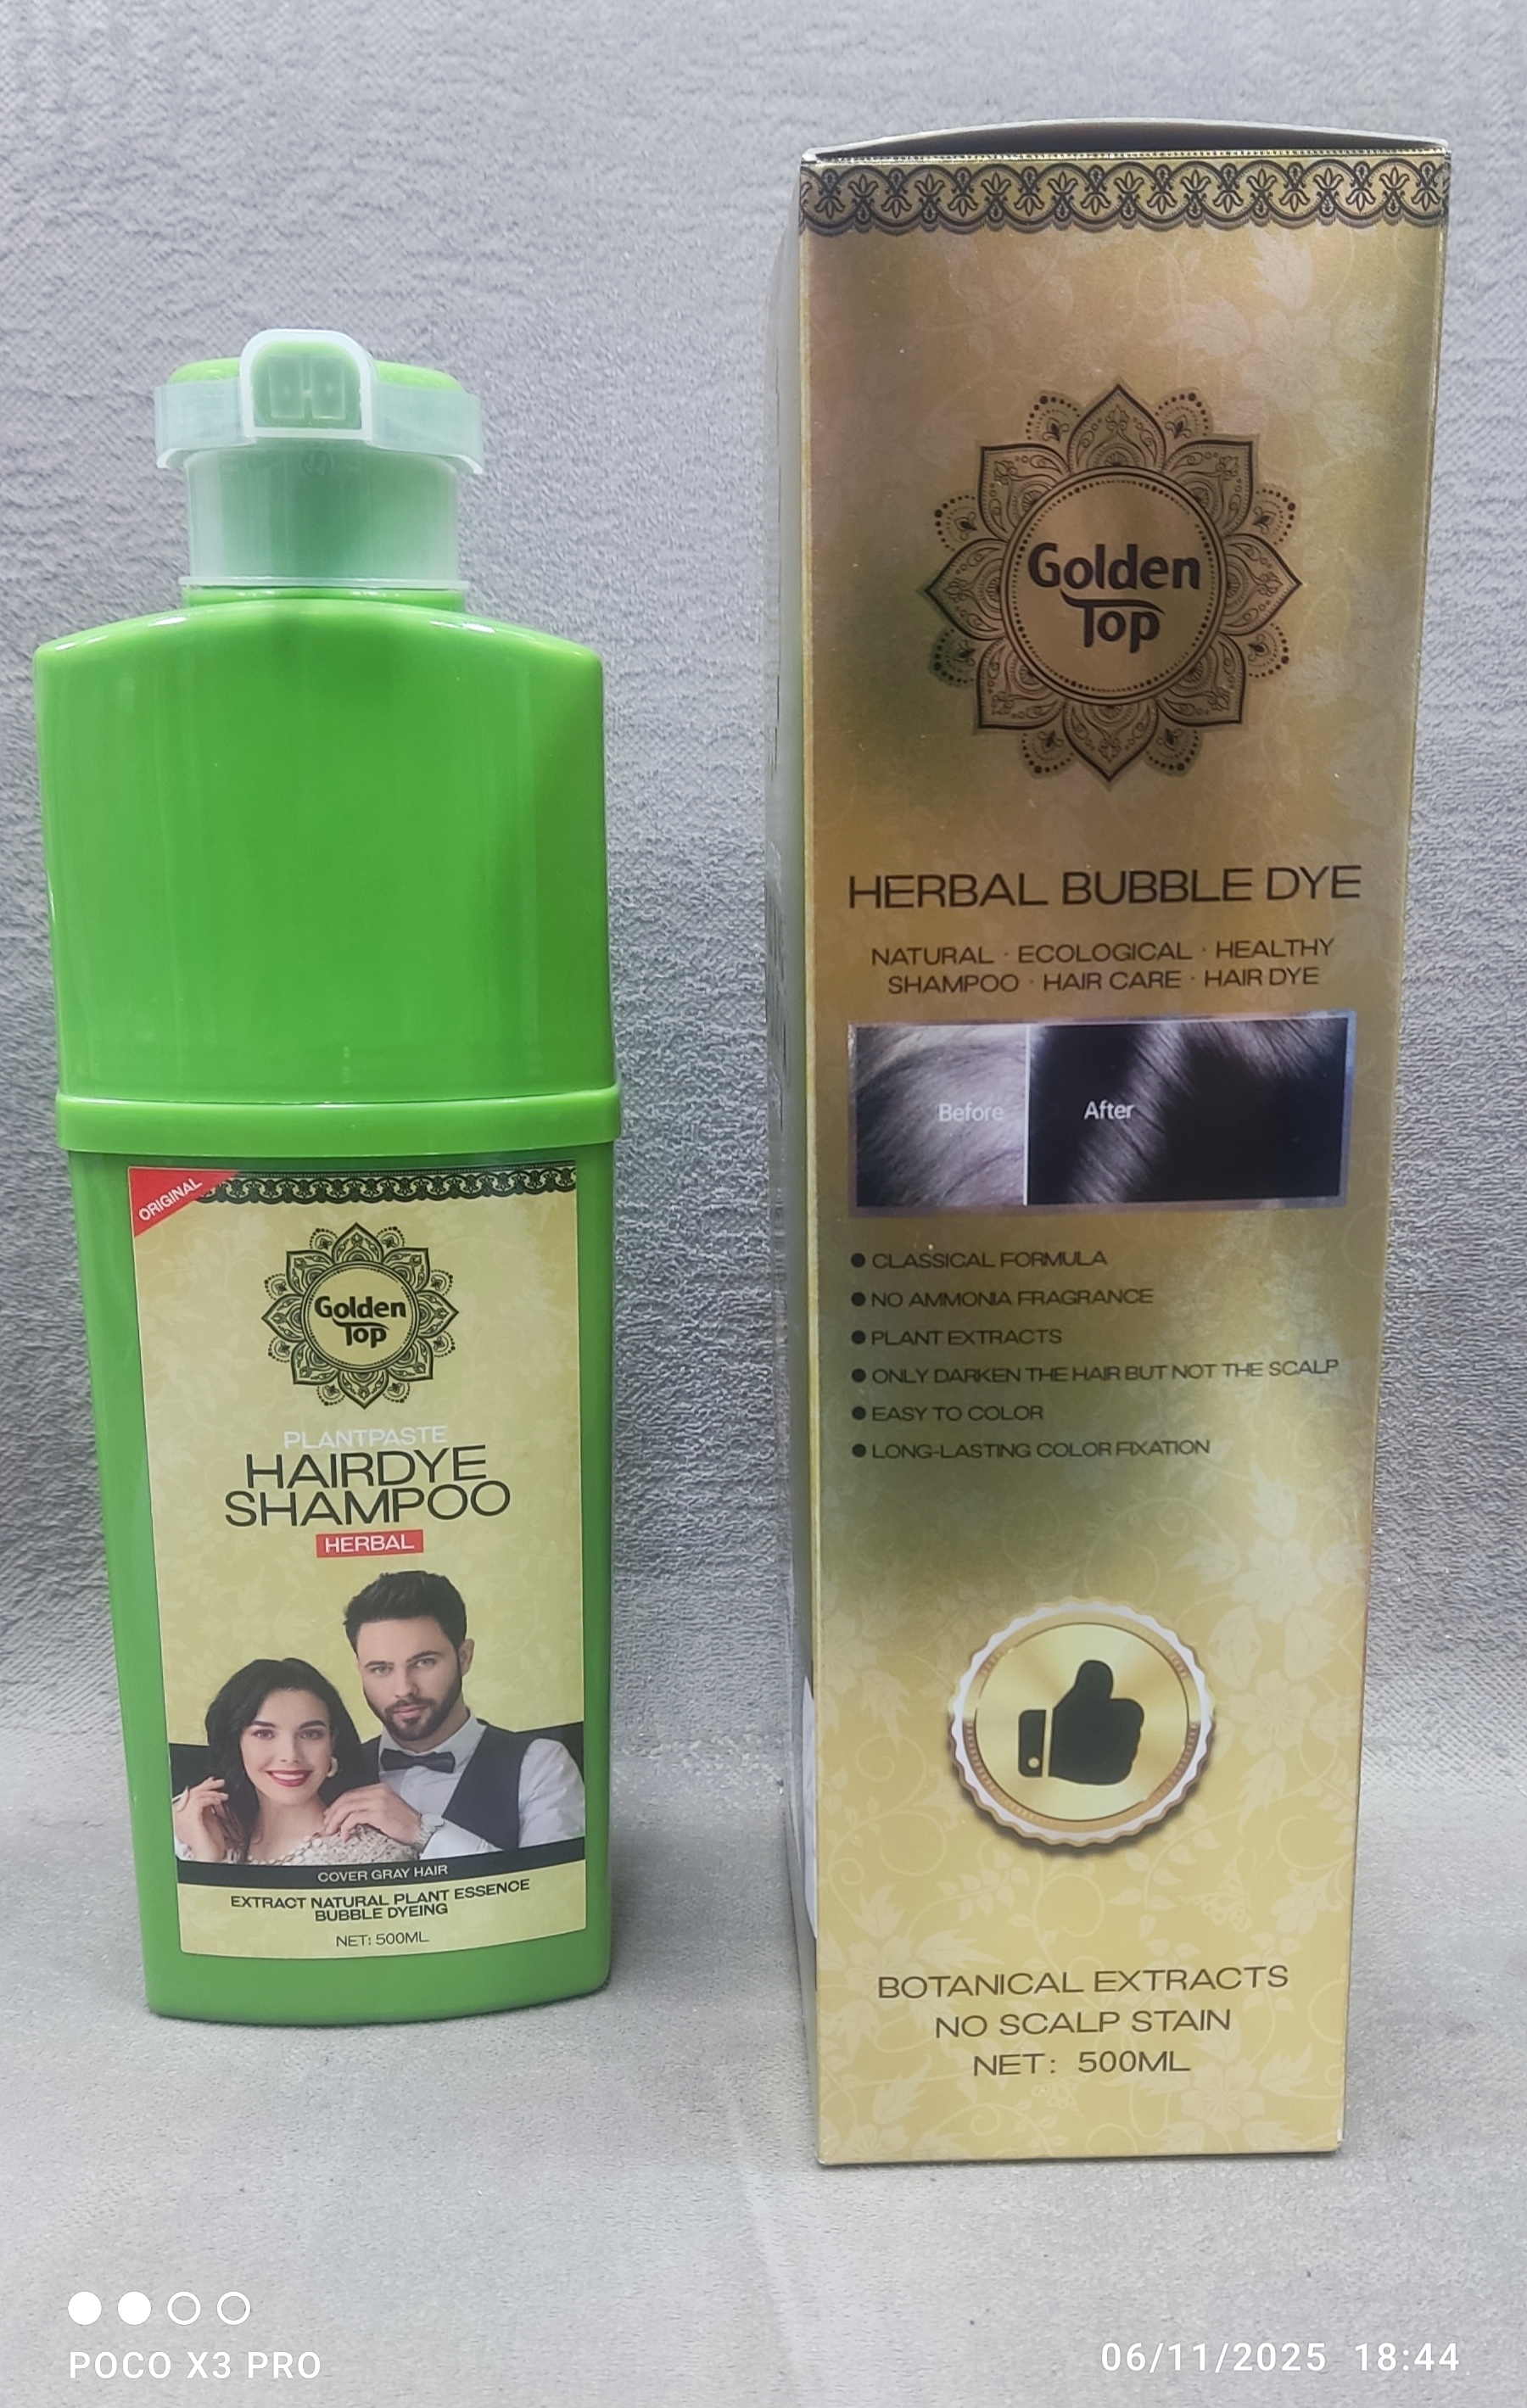 ORIGINAL
Golden
Top
PLANTPASTE
HAIRDYE
SHAMPOO
HERBAL
COVER GRAY HAIR
EXTRACT NATURAL PLANT ESSENCE
BUBBLE DYEING
NET: 500ML
Golden
Top
HERBAL BUBBLE DYE
NATURAL · ECOLOGICAL · HEALTHY
SHAMPOO · HAIR CARE · HAIR DYE
Before After
● CLASSICAL FORMULA
● NO AMMONIA FRAGRANCE
● PLANT EXTRACTS
● ONLY DARKEN THE HAIR BUT NOT THE SCALP
● EASY TO COLOR
● LONG-LASTING COLOR FIXATION
BOTANICAL EXTRACTS
NO SCALP STAIN
NET: 500ML
POCO X3 PRO
06/11/2025 18:44